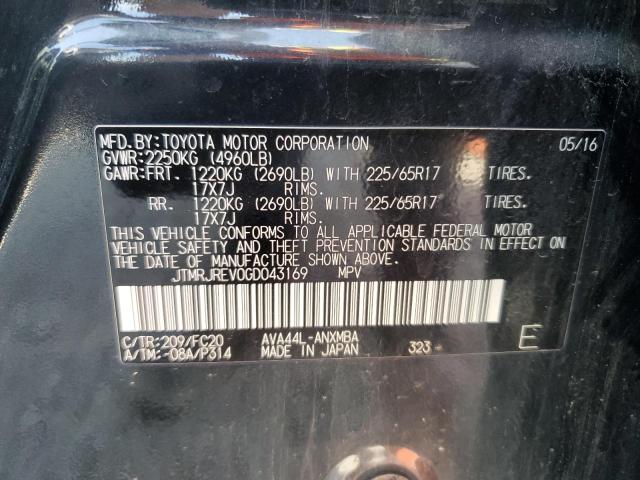 MFD.BY:TOYOTA MOTOR CORPORATION 05/16
GVWR:2250KG (4960LB)
GAWR:FRT. 1220KG (2690LB) WITH 225/65R17 TIRES.
17X7J RIMS.
RR. 1220KG (2690LB) WITH 225/65R17 TIRES.
17X7J RIMS.
THIS VEHICLE CONFORMS TO ALL APPLICABLE FEDERAL MOTOR
VEHICLE SAFETY AND THEFT PREVENTION STANDARDS IN EFFECT ON
THE DATE OF MANUFACTURE SHOWN ABOVE.
JTMRJREV0GD043169 MPV
C/TR:209/FC20 AVA44L-ANXMBA
A/TM:-08A/P314 MADE IN JAPAN 323 E